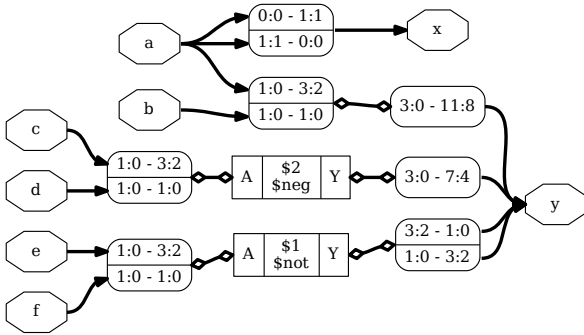 a
0:0 - 1:1
1:1 - 0:0
x
b
1:0 - 3:2
1:0 - 1:0
3:0 - 11:8
c
d
1:0 - 3:2
1:0 - 1:0
A
$2
$neg
Y
3:0 - 7:4
y
e
f
1:0 - 3:2
1:0 - 1:0
A
$1
$not
Y
3:2 - 1:0
1:0 - 3:2